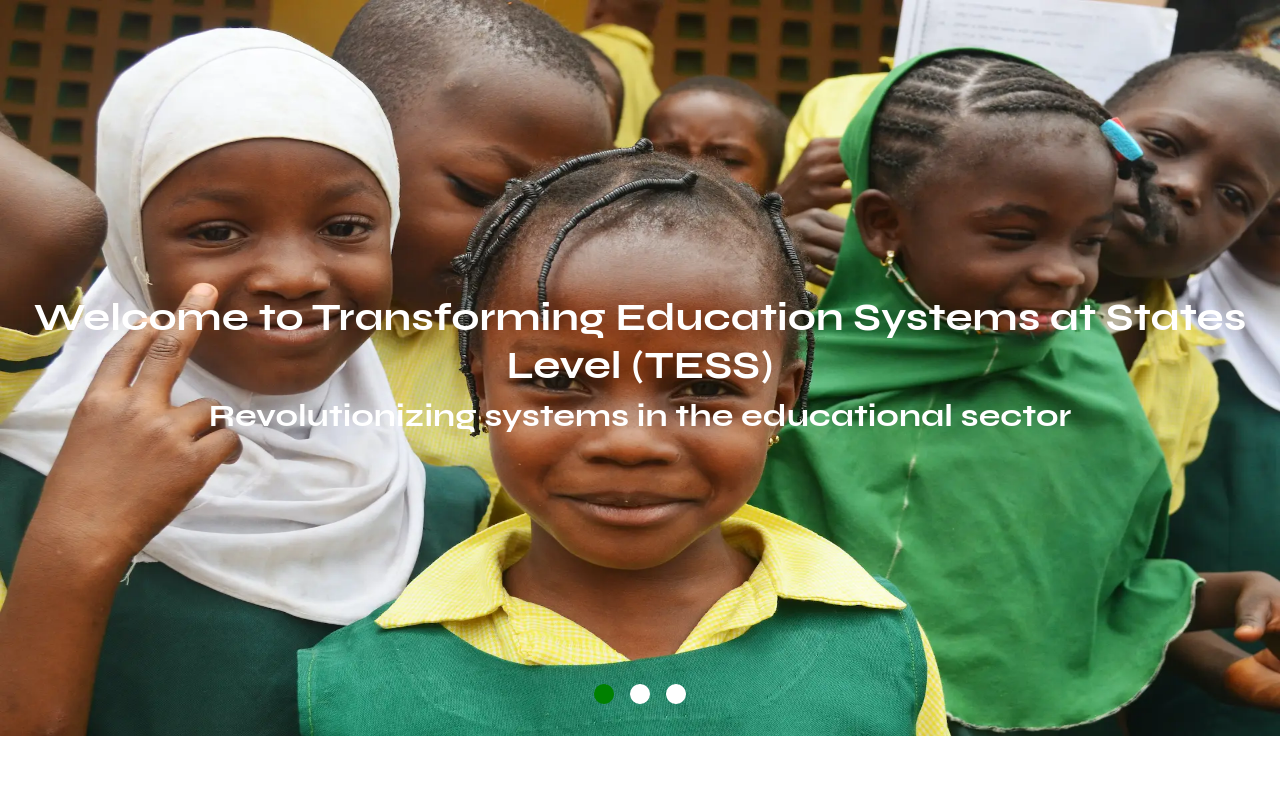 Welcome to Transforming Education Systems at States
Level (TESS)
Revolutionizing systems in the educational sector